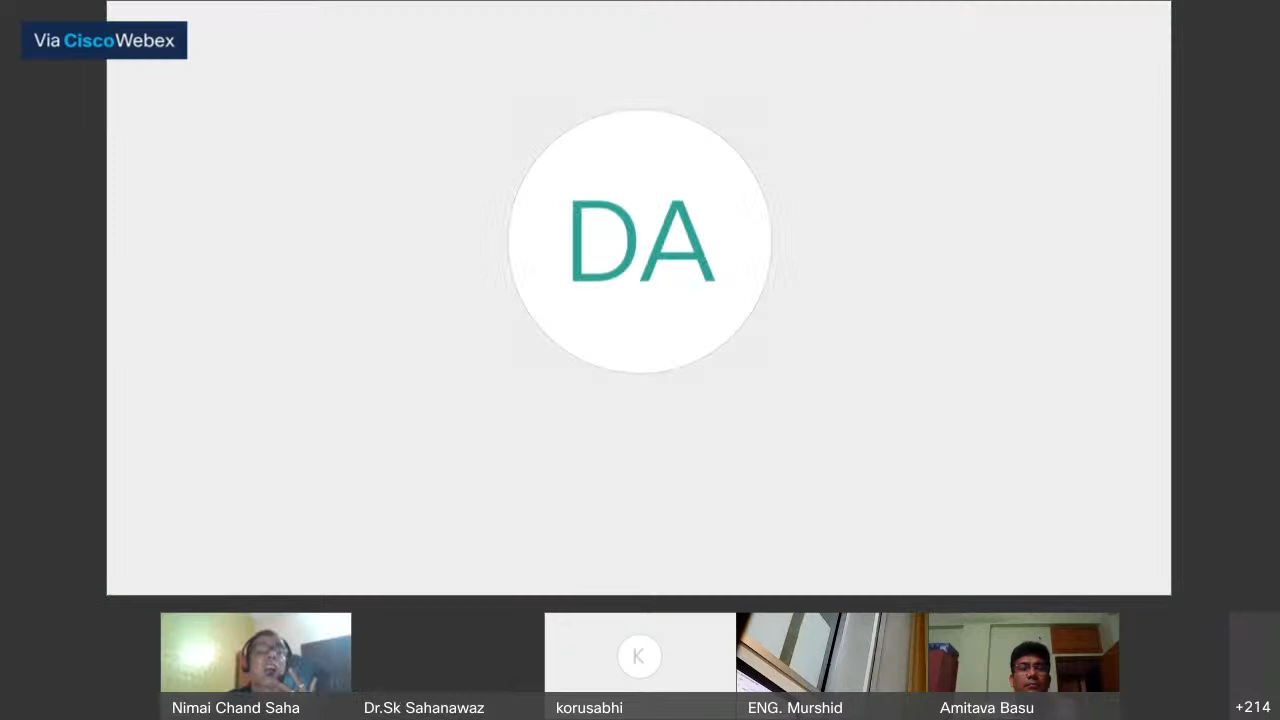 Via CiscoWebex
DA
K
Nimai Chand Saha
Dr.Sk Sahanawaz
korusabhi
ENG. Murshid
Amitava Basu
+214